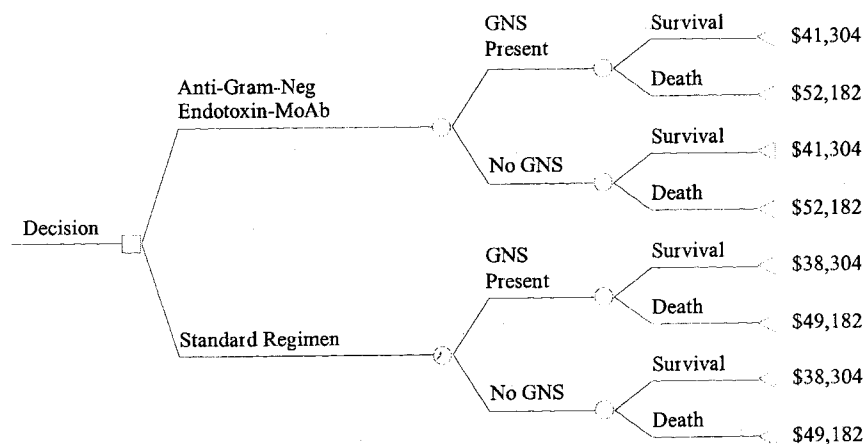 GNS
Present
Survival
$41,304
Death
$52,182
Anti-Gram-Neg
Endotoxin-MoAb
No GNS
Survival
$41,304
Death
$52,182
Decision
GNS
Present
Survival
$38,304
Death
$49,182
Standard Regimen
No GNS
Survival
$38,304
Death
$49,182